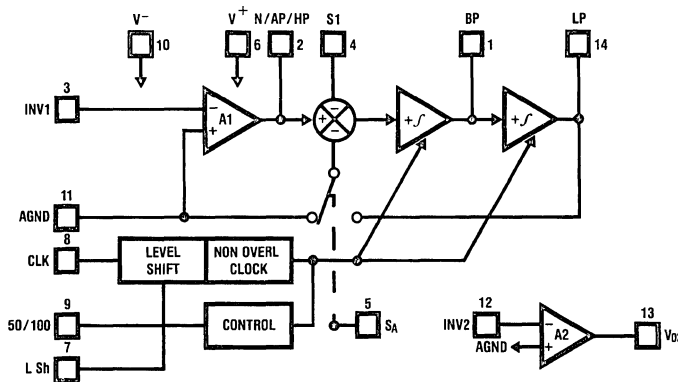 V⁻ V⁺ N/AP/HP S1 BP LP
10 6 2 4 1 14
3
INV1
− + A1
+ − −
+∫ +∫
11
AGND
8
CLK
LEVEL SHIFT
NON OVERL CLOCK
9
50/100
CONTROL
5
SA
7
L Sh
12
INV2
AGND
− + A2
13